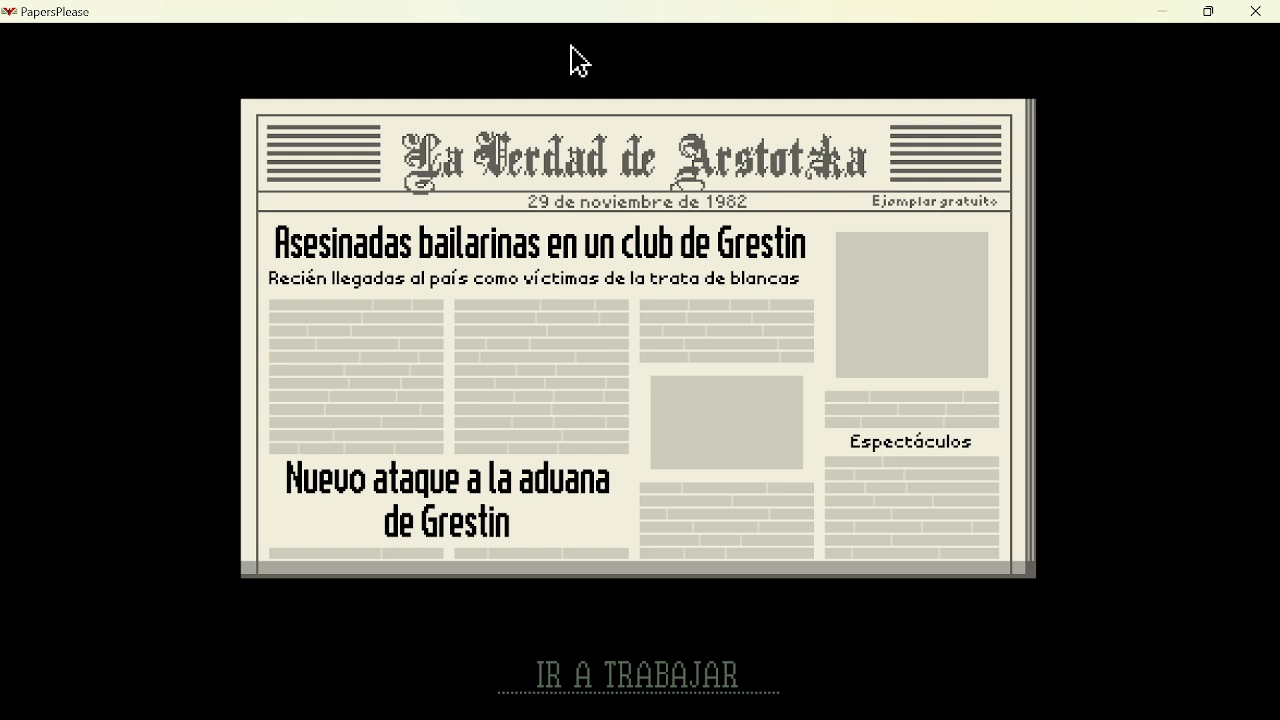 PapersPlease
La Verdad de Arstotzka
29 de noviembre de 1982
Ejemplar gratuito
Asesinadas bailarinas en un club de Grestin
Recién llegadas al país como víctimas de la trata de blancas
Espectáculos
Nuevo ataque a la aduana
de Grestin
IR A TRABAJAR